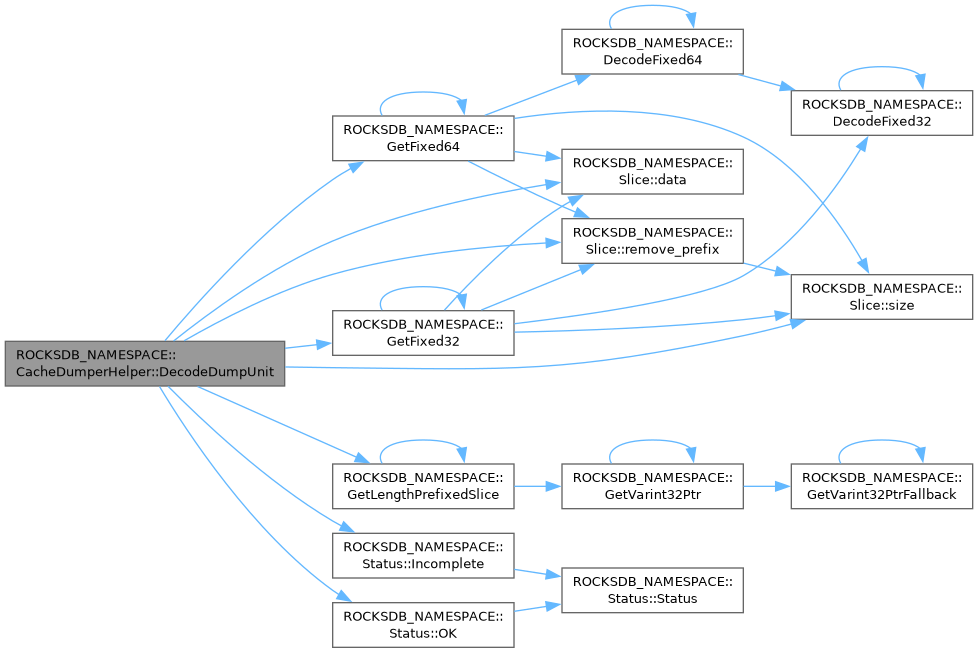 ROCKSDB_NAMESPACE::
CacheDumperHelper::DecodeDumpUnit
ROCKSDB_NAMESPACE::
GetFixed64
ROCKSDB_NAMESPACE::
DecodeFixed64
ROCKSDB_NAMESPACE::
DecodeFixed32
ROCKSDB_NAMESPACE::
Slice::data
ROCKSDB_NAMESPACE::
Slice::remove_prefix
ROCKSDB_NAMESPACE::
Slice::size
ROCKSDB_NAMESPACE::
GetFixed32
ROCKSDB_NAMESPACE::
GetLengthPrefixedSlice
ROCKSDB_NAMESPACE::
GetVarint32Ptr
ROCKSDB_NAMESPACE::
GetVarint32PtrFallback
ROCKSDB_NAMESPACE::
Status::Incomplete
ROCKSDB_NAMESPACE::
Status::Status
ROCKSDB_NAMESPACE::
Status::OK